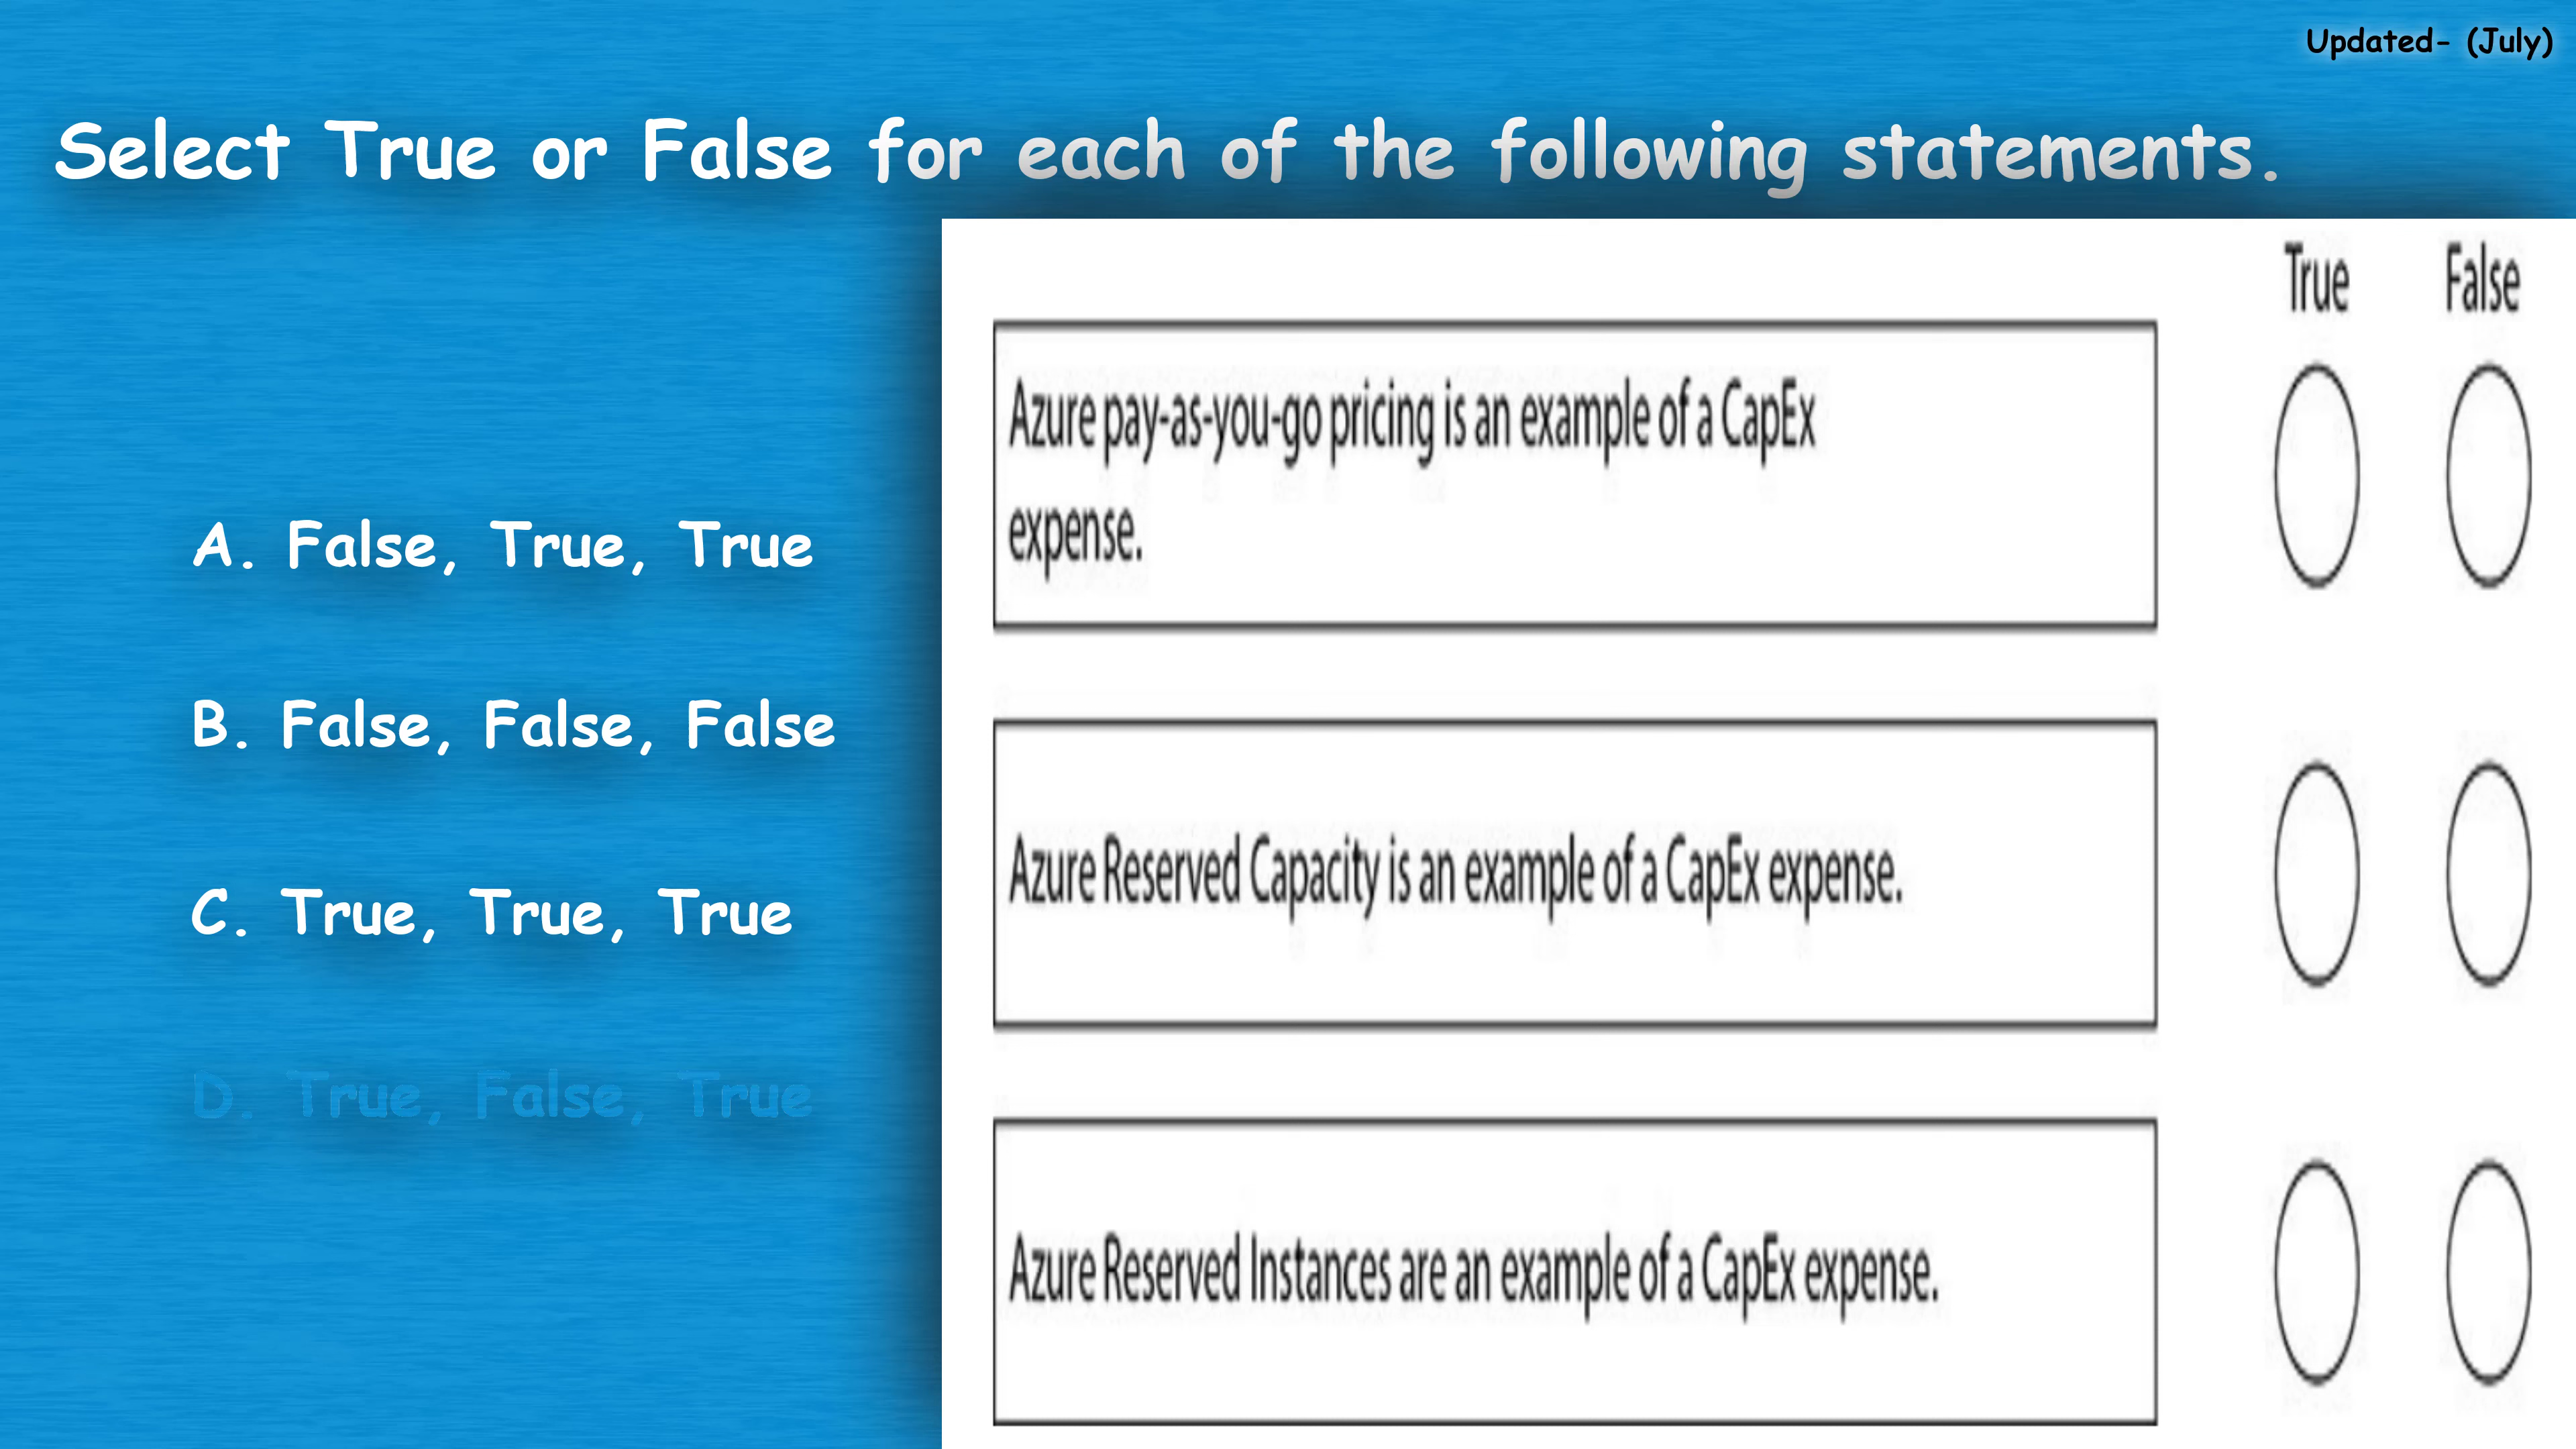 Updated- (July)
Select True or False for each of the following statements.
A. False, True, True
B. False, False, False
C. True, True, True
D. True, False, True
True False
Azure pay-as-you-go pricing is an example of a CapEx
expense.
Azure Reserved Capacity is an example of a CapEx expense.
Azure Reserved Instances are an example of a CapEx expense.